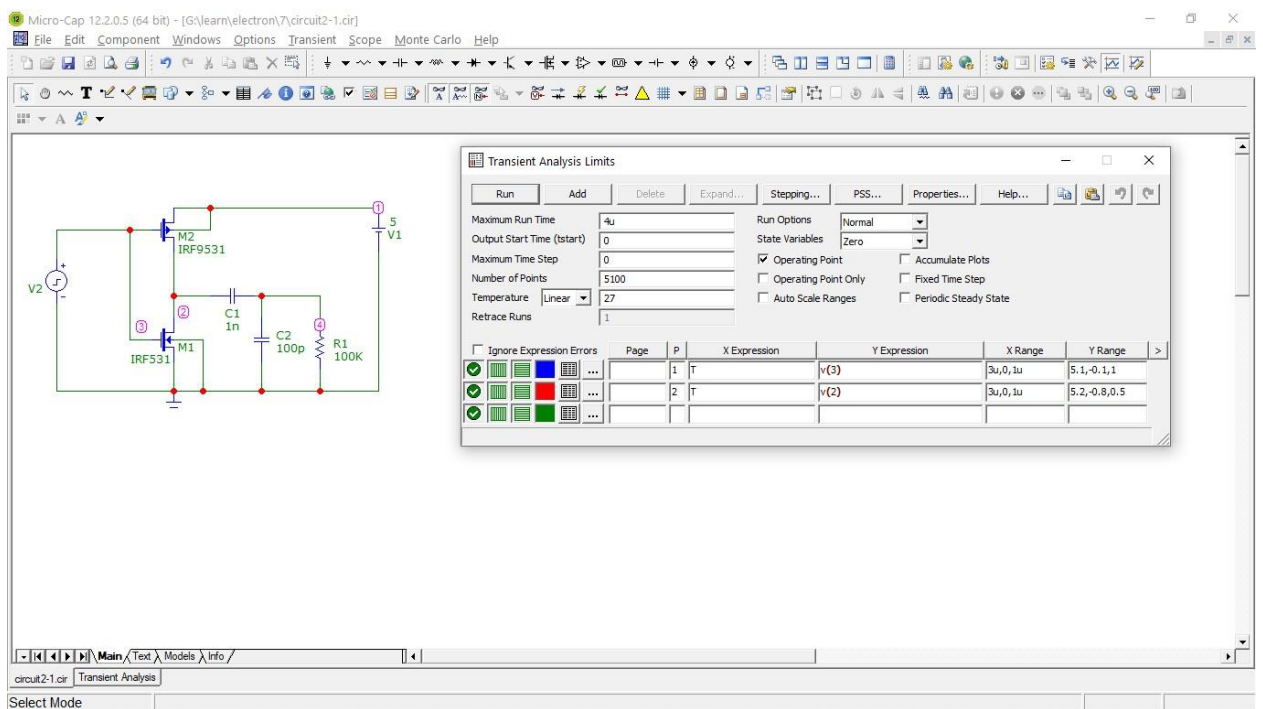 Micro-Cap 12.2.0.5 (64 bit) - [G:\learn\electron\7\circuit2-1.cir]
File Edit Component Windows Options Transient Scope Monte Carlo Help
Transient Analysis Limits
Run Add Delete Expand... Stepping... PSS... Properties... Help...
Maximum Run Time 4u Run Options Normal
Output Start Time (tstart) 0 State Variables Zero
Maximum Time Step 0 Operating Point Accumulate Plots
Number of Points 5100 Operating Point Only Fixed Time Step
Temperature Linear 27 Auto Scale Ranges Periodic Steady State
Retrace Runs 1
Ignore Expression Errors Page P X Expression Y Expression X Range Y Range >
... 1 T v(3) 3u,0,1u 5.1,-0.1,1
... 2 T v(2) 3u,0,1u 5.2,-0.8,0.5
...
1
5
V1
M2
IRF9531
V2
+
-
2
C1
1n
3
4
C2
100p
R1
100K
M1
IRF531
Main Text Models Info
circuit2-1.cir Transient Analysis
Select Mode